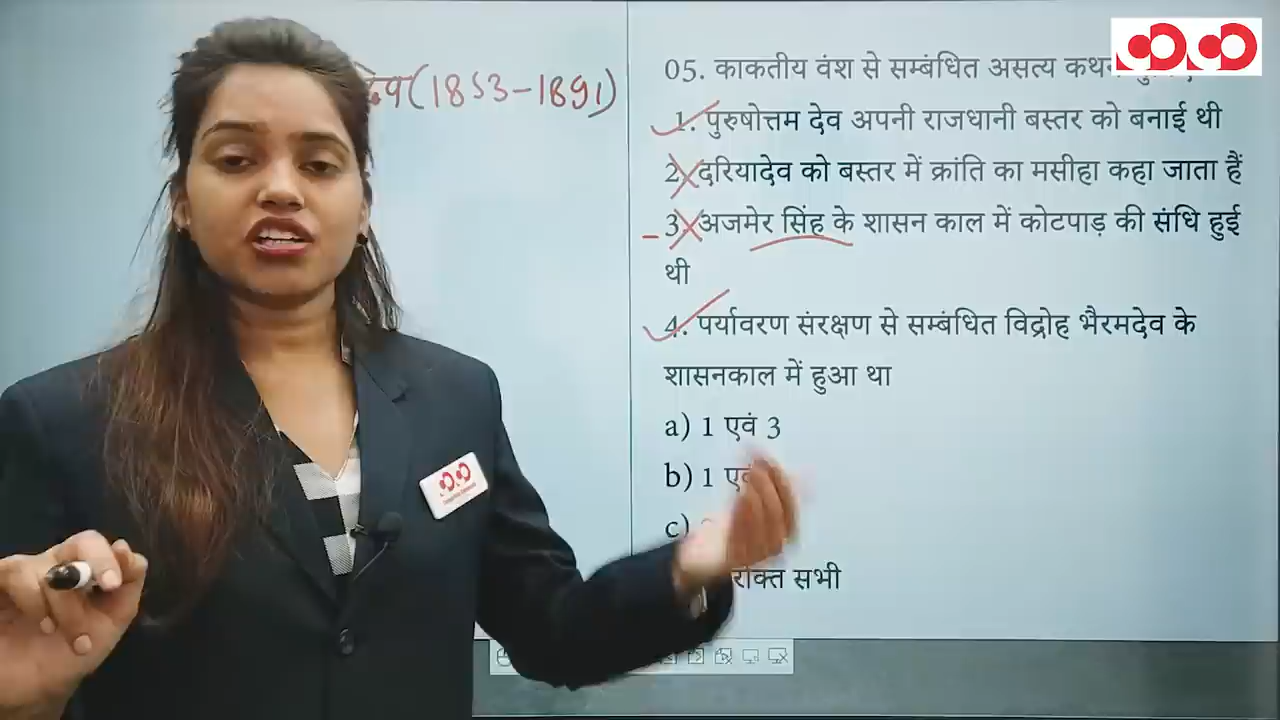 देव(1853-1891)
05. काकतीय वंश से सम्बंधित असत्य कथन
1. पुरुषोत्तम देव अपनी राजधानी बस्तर को बनाई थी
2. दरियादेव को बस्तर में क्रांति का मसीहा कहा जाता हैं
3. अजमेर सिंह के शासन काल में कोटपाड़ की संधि हुई
थी
4. पर्यावरण संरक्षण से सम्बंधित विद्रोह भैरमदेव के
शासनकाल में हुआ था
a) 1 एवं 3
b) 1
c)
सभी